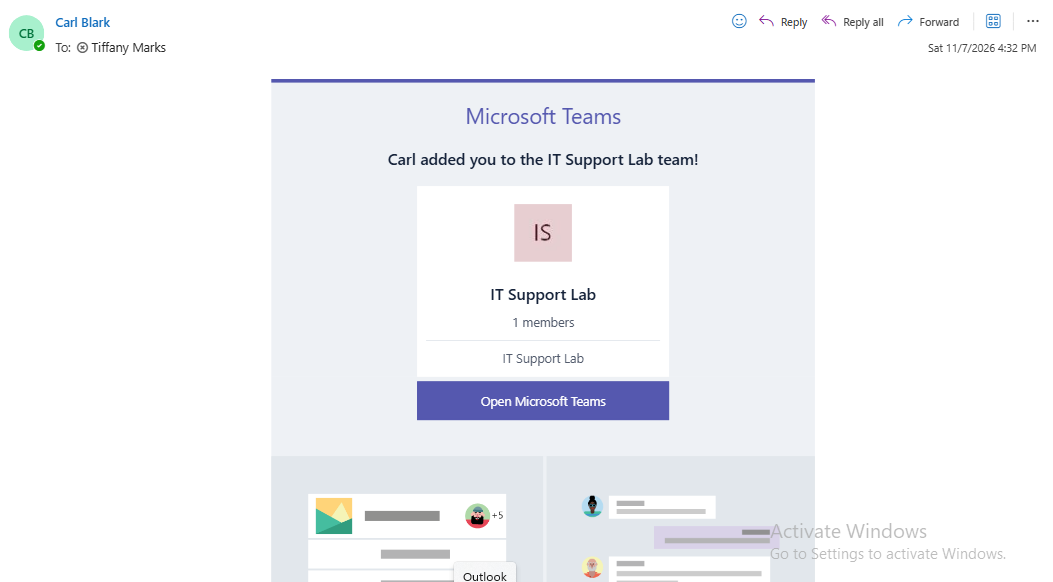 CB
Carl Blark
Reply
Reply all
Forward
To: Tiffany Marks
Sat 11/7/2026 4:32 PM
Microsoft Teams
Carl added you to the IT Support Lab team!
IS
IT Support Lab
1 members
IT Support Lab
Open Microsoft Teams
+5
Activate Windows
Go to Settings to activate Windows.
Outlook